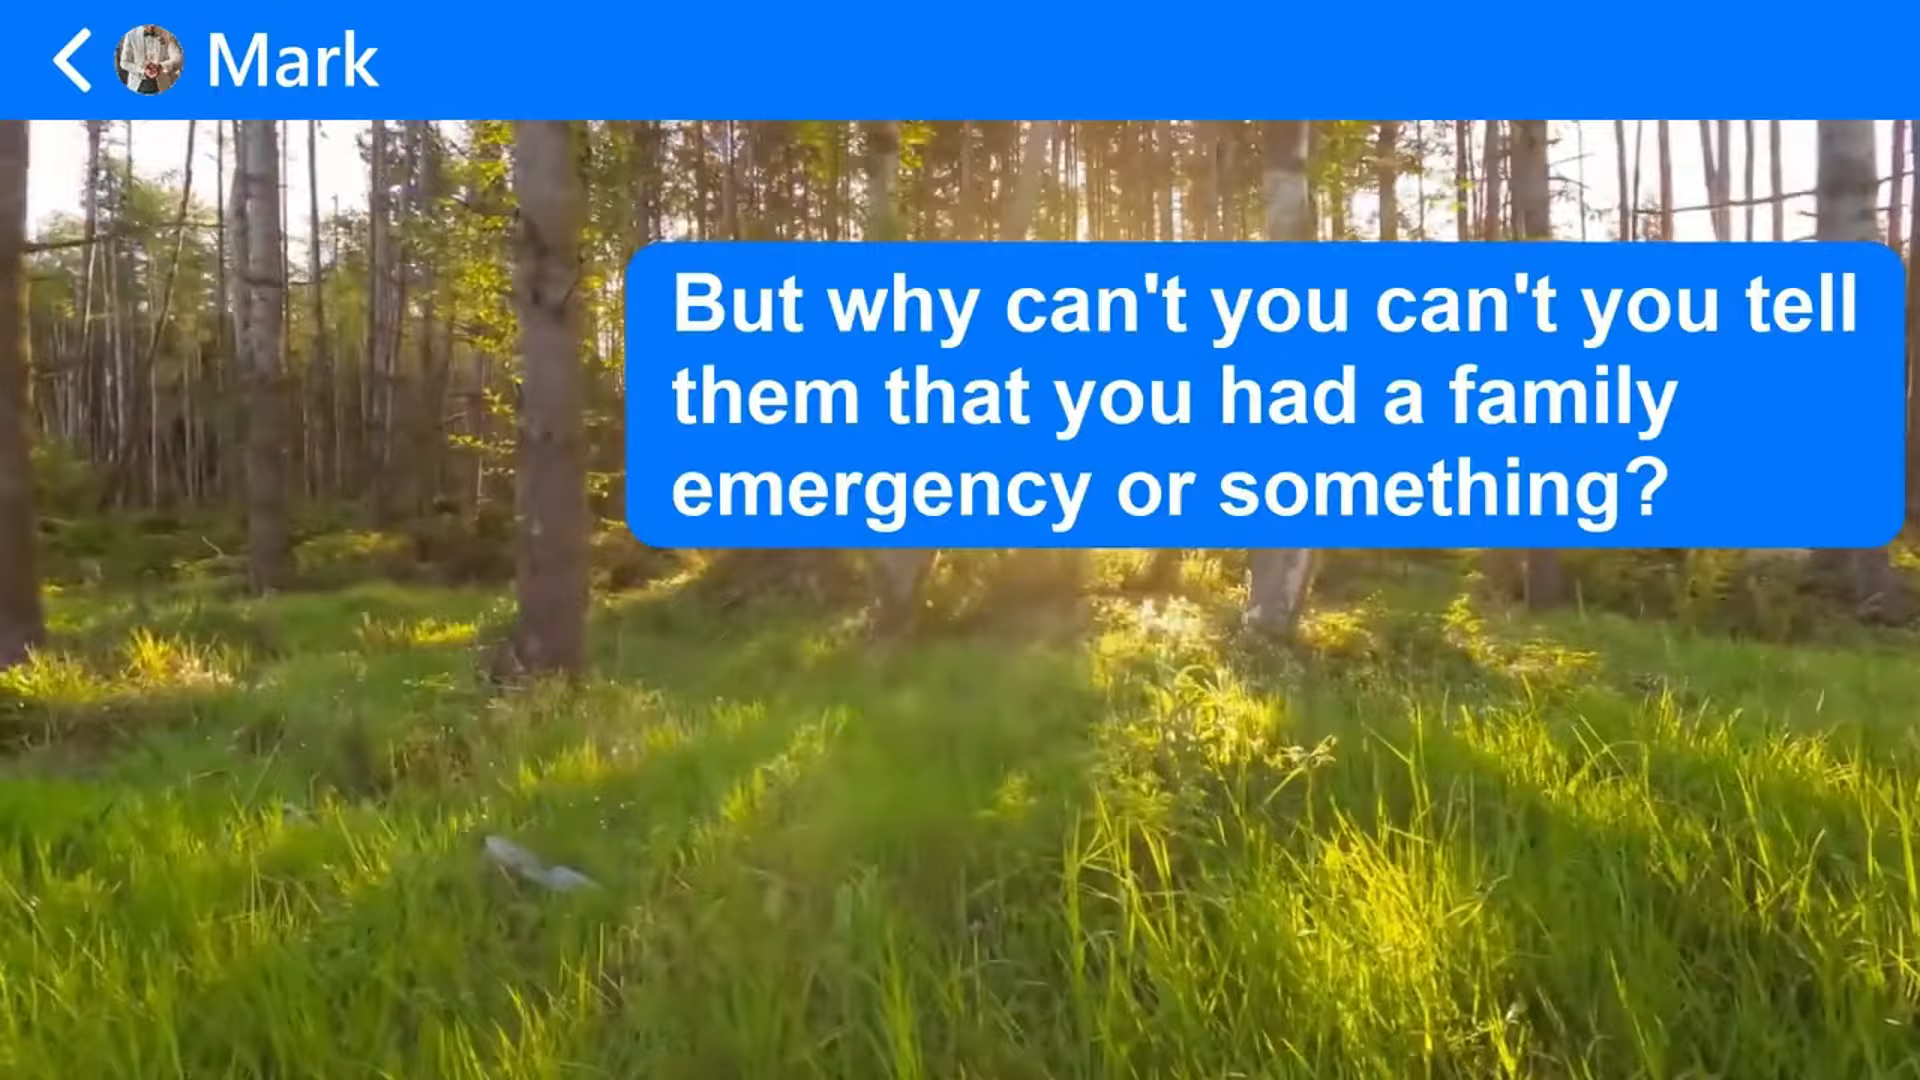 Mark
But why can't you can't you tell
them that you had a family
emergency or something?